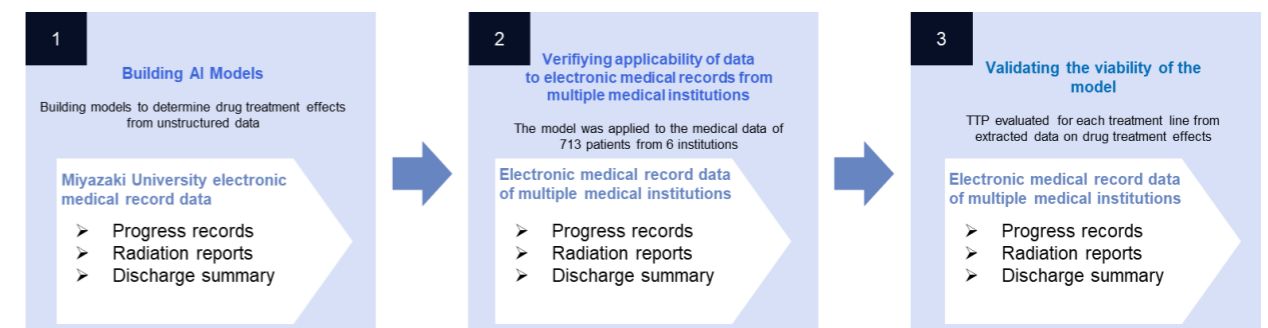 1
Building AI Models
Building models to determine drug treatment effects
from unstructured data
Miyazaki University electronic
medical record data
➢ Progress records
➢ Radiation reports
➢ Discharge summary
2
Verifiying applicability of data
to electronic medical records from
multiple medical institutions
The model was applied to the medical data of
713 patients from 6 institutions
Electronic medical record data
of multiple medical institutions
➢ Progress records
➢ Radiation reports
➢ Discharge summary
3
Validating the viability of the
model
TTP evaluated for each treatment line from
extracted data on drug treatment effects
Electronic medical record data
of multiple medical institutions
➢ Progress records
➢ Radiation reports
➢ Discharge summary